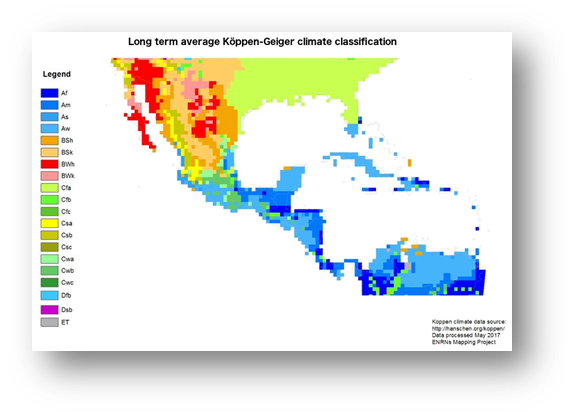 Long term average Köppen-Geiger climate classification
Legend
Af
Am
As
Aw
BSh
BSk
BWh
BWk
Cfa
Cfb
Cfc
Csa
Csb
Csc
Cwa
Cwb
Cwc
Dfb
Dsb
ET
Koppen climate data source:
http://hanschen.org/koppen/
Data processed May 2017
ENRNs Mapping Project